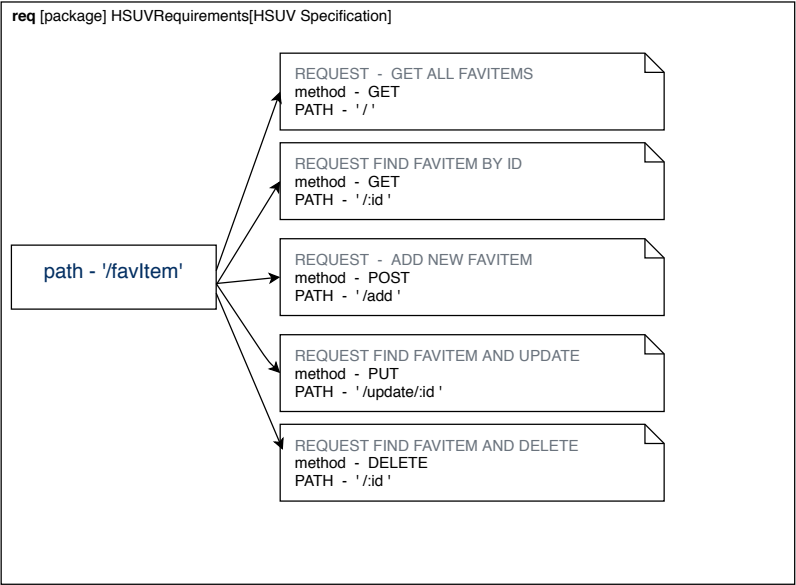 req [package] HSUVRequirements[HSUV Specification]
REQUEST - GET ALL FAVITEMS
method - GET
PATH - ' / '
REQUEST FIND FAVITEM BY ID
method - GET
PATH - ' /:id '
path - '/favItem'
REQUEST - ADD NEW FAVITEM
method - POST
PATH - ' /add '
REQUEST FIND FAVITEM AND UPDATE
method - PUT
PATH - ' /update/:id '
REQUEST FIND FAVITEM AND DELETE
method - DELETE
PATH - ' /:id '